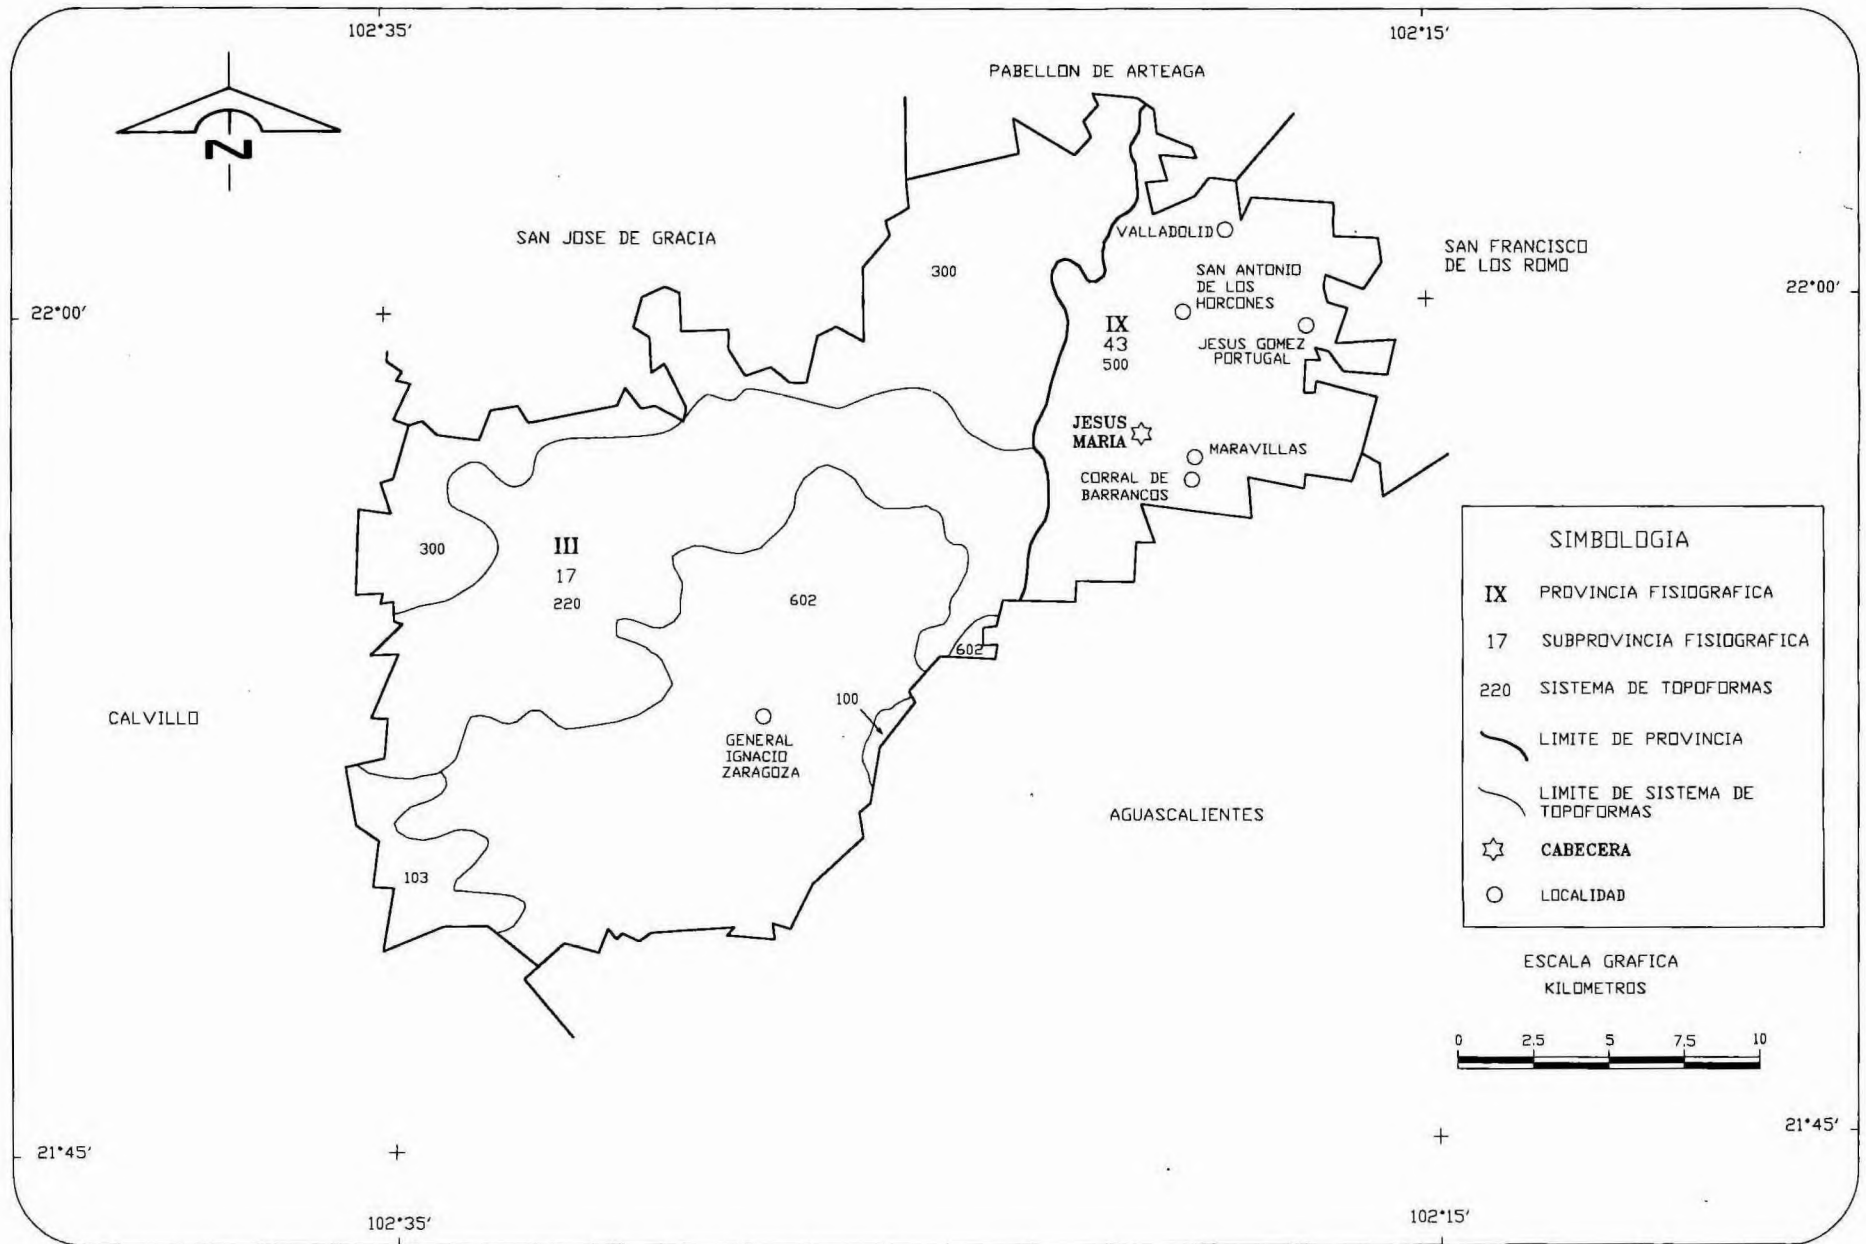 102°35′
102°15′
PABELLON DE ARTEAGA
N
SAN JOSE DE GRACIA
VALLADOLID
SAN FRANCISCO
DE LOS ROMO
300
SAN ANTONIO
DE LOS
HORCONES
22°00′
22°00′
IX
43
500
JESUS GOMEZ
PORTUGAL
JESUS
MARIA
MARAVILLAS
CORRAL DE
BARRANCOS
300
III
17
220
602
602
100
CALVILLO
GENERAL
IGNACIO
ZARAGOZA
AGUASCALIENTES
103
SIMBOLOGIA
IX PROVINCIA FISIOGRAFICA
17 SUBPROVINCIA FISIOGRAFICA
220 SISTEMA DE TOPOFORMAS
LIMITE DE PROVINCIA
LIMITE DE SISTEMA DE
TOPOFORMAS
CABECERA
LOCALIDAD
ESCALA GRAFICA
KILOMETROS
0 2.5 5 7.5 10
21°45′
21°45′
102°35′
102°15′